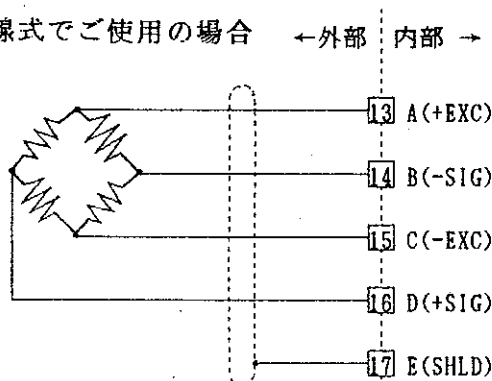 線式でご使用の場合 ←外部 内部 →
13 A(+EXC)
14 B(-SIG)
15 C(-EXC)
16 D(+SIG)
17 E(SHLD)